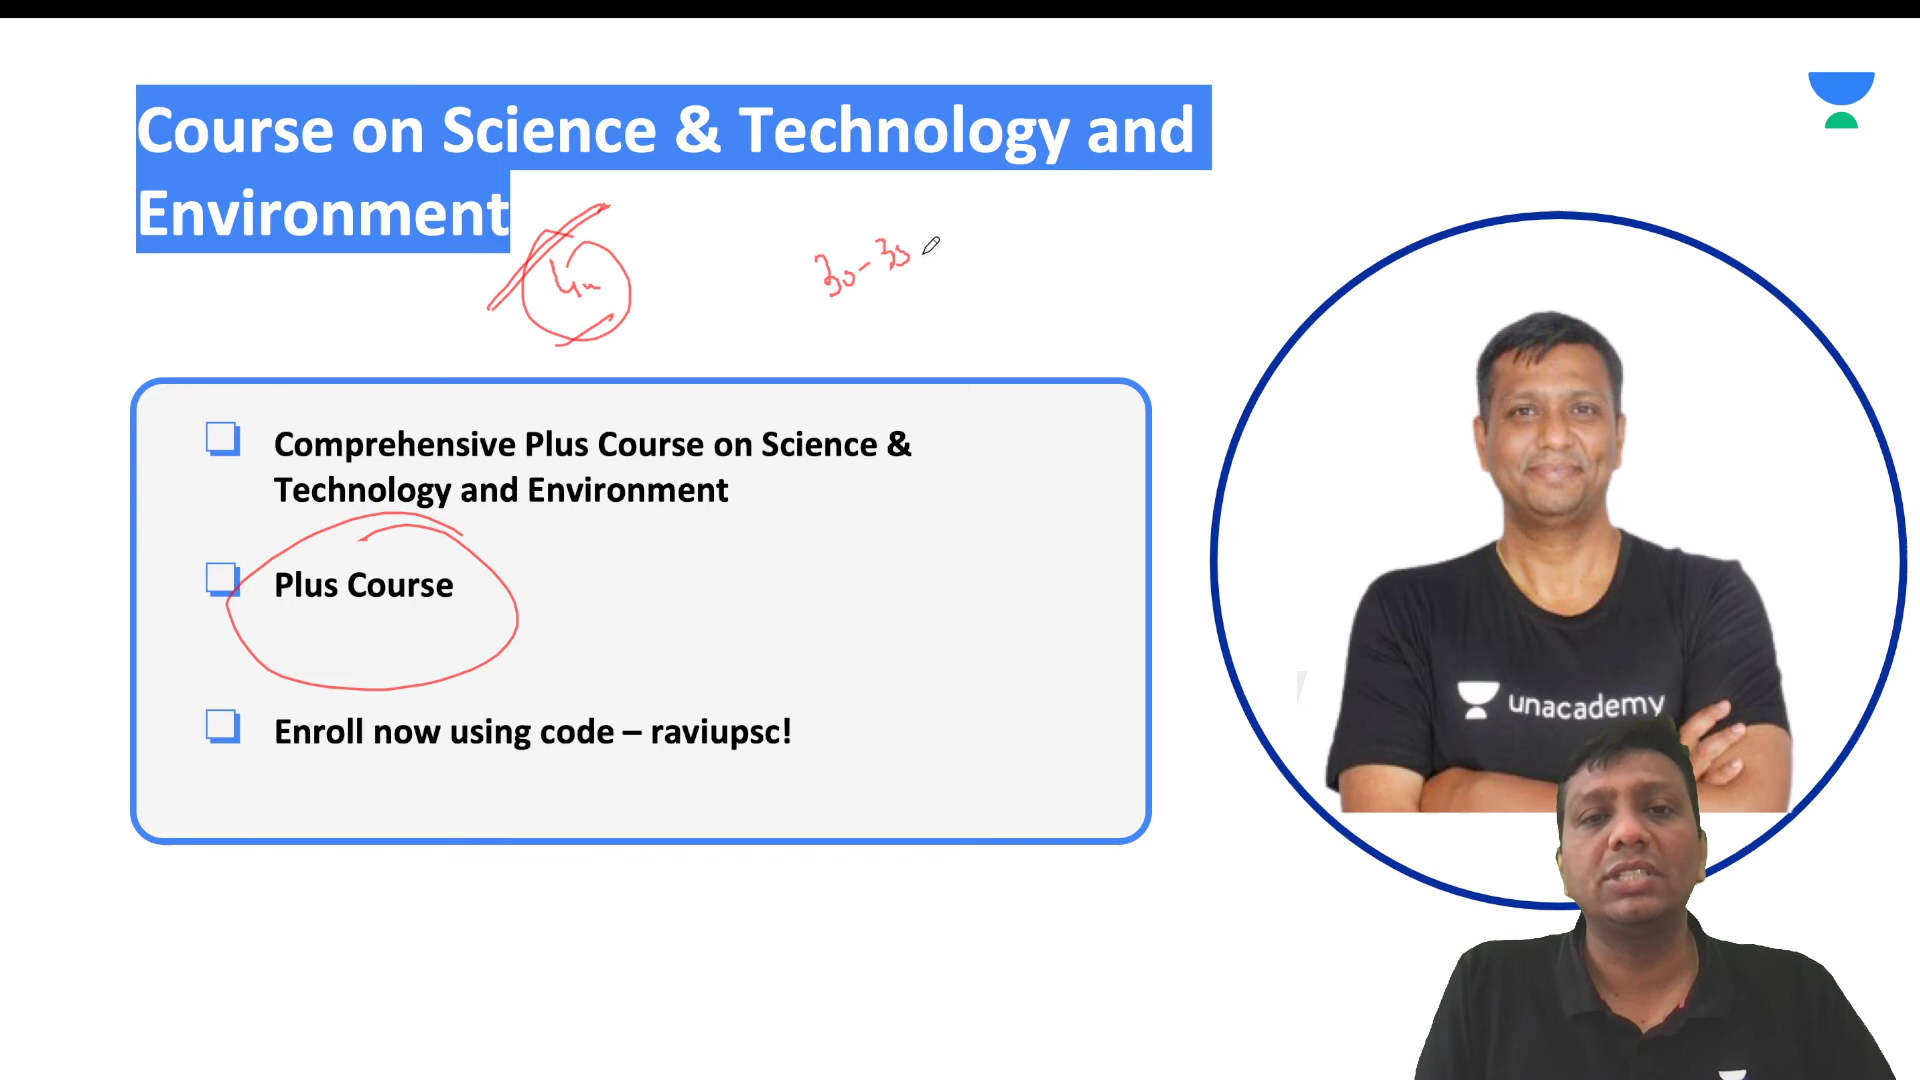 Course on Science & Technology and
Environment
30-35
Comprehensive Plus Course on Science &
Technology and Environment
Plus Course
Enroll now using code – raviupsc!
unacademy